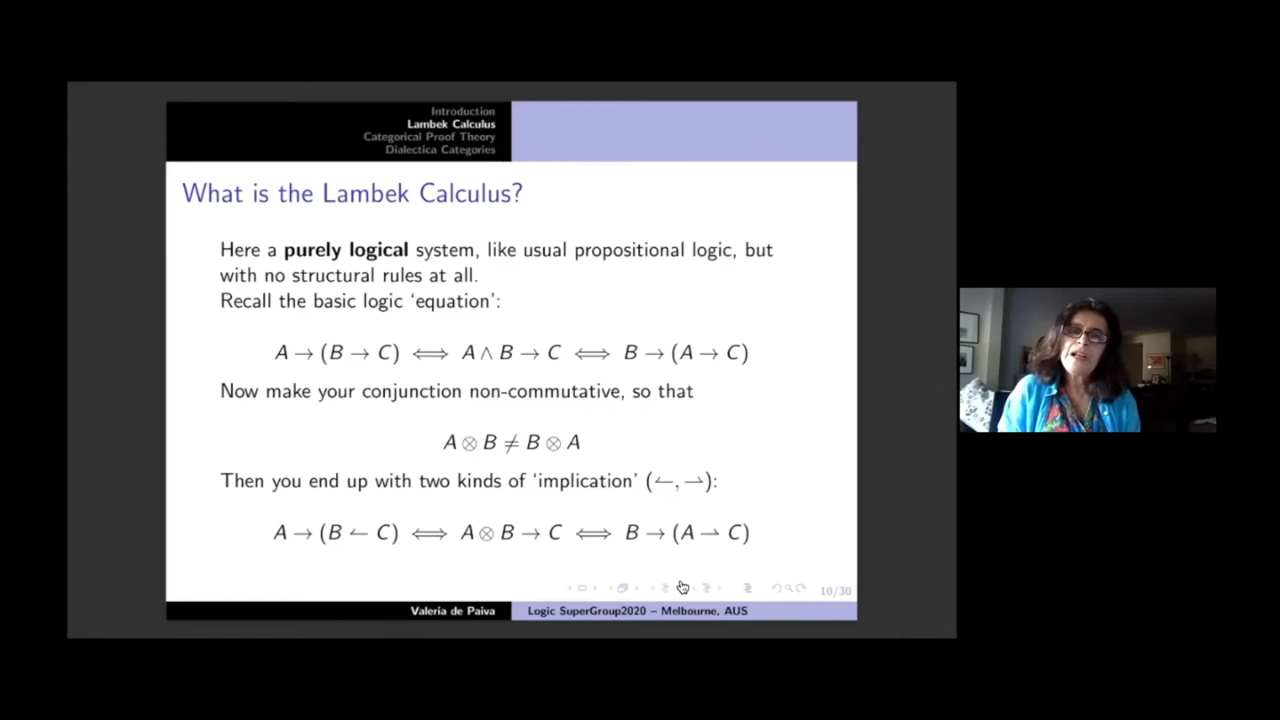 Introduction
Lambek Calculus
Categorical Proof Theory
Dialectica Categories
What is the Lambek Calculus?
Here a purely logical system, like usual propositional logic, but
with no structural rules at all.
Recall the basic logic ‘equation’:
A → (B → C) ⟺ A ∧ B → C ⟺ B → (A → C)
Now make your conjunction non-commutative, so that
A ⊗ B ≠ B ⊗ A
Then you end up with two kinds of ‘implication’ (↼, ⇀):
A → (B ↼ C) ⟺ A ⊗ B → C ⟺ B → (A ⇀ C)
10/30
Valeria de Paiva
Logic SuperGroup2020 – Melbourne, AUS